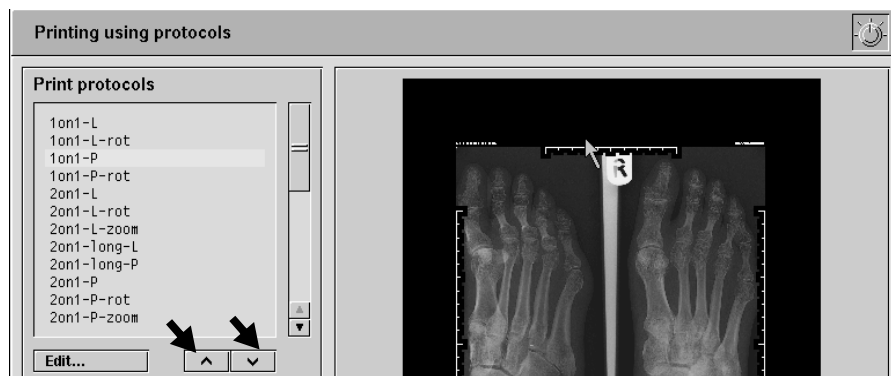 Printing using protocols
Print protocols
1on1-L
1on1-L-rot
1on1-P
1on1-P-rot
2on1-L
2on1-L-rot
2on1-L-zoom
2on1-long-L
2on1-long-P
2on1-P
2on1-P-rot
2on1-P-zoom
Edit...
R